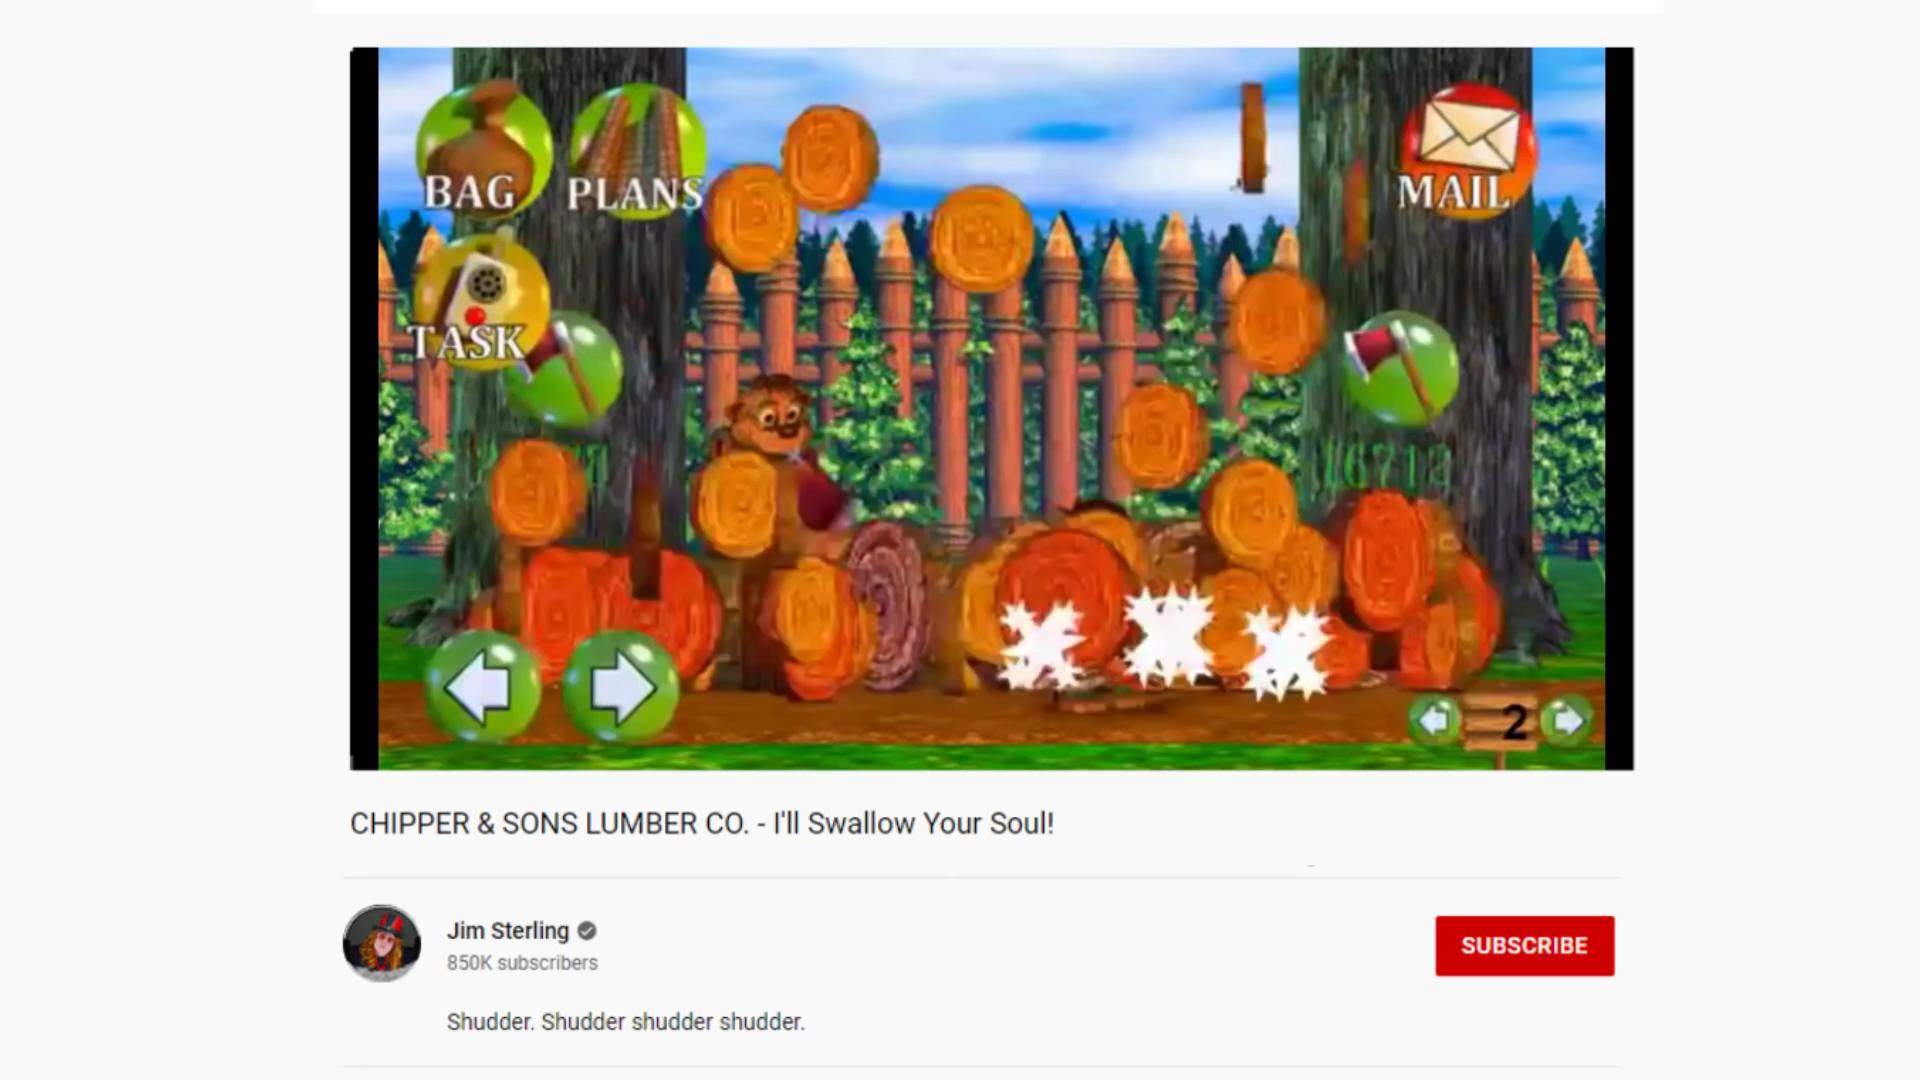 BAG
PLANS
MAIL
TASK
2
CHIPPER & SONS LUMBER CO. - I'll Swallow Your Soul!
Jim Sterling
850K subscribers
SUBSCRIBE
Shudder. Shudder shudder shudder.